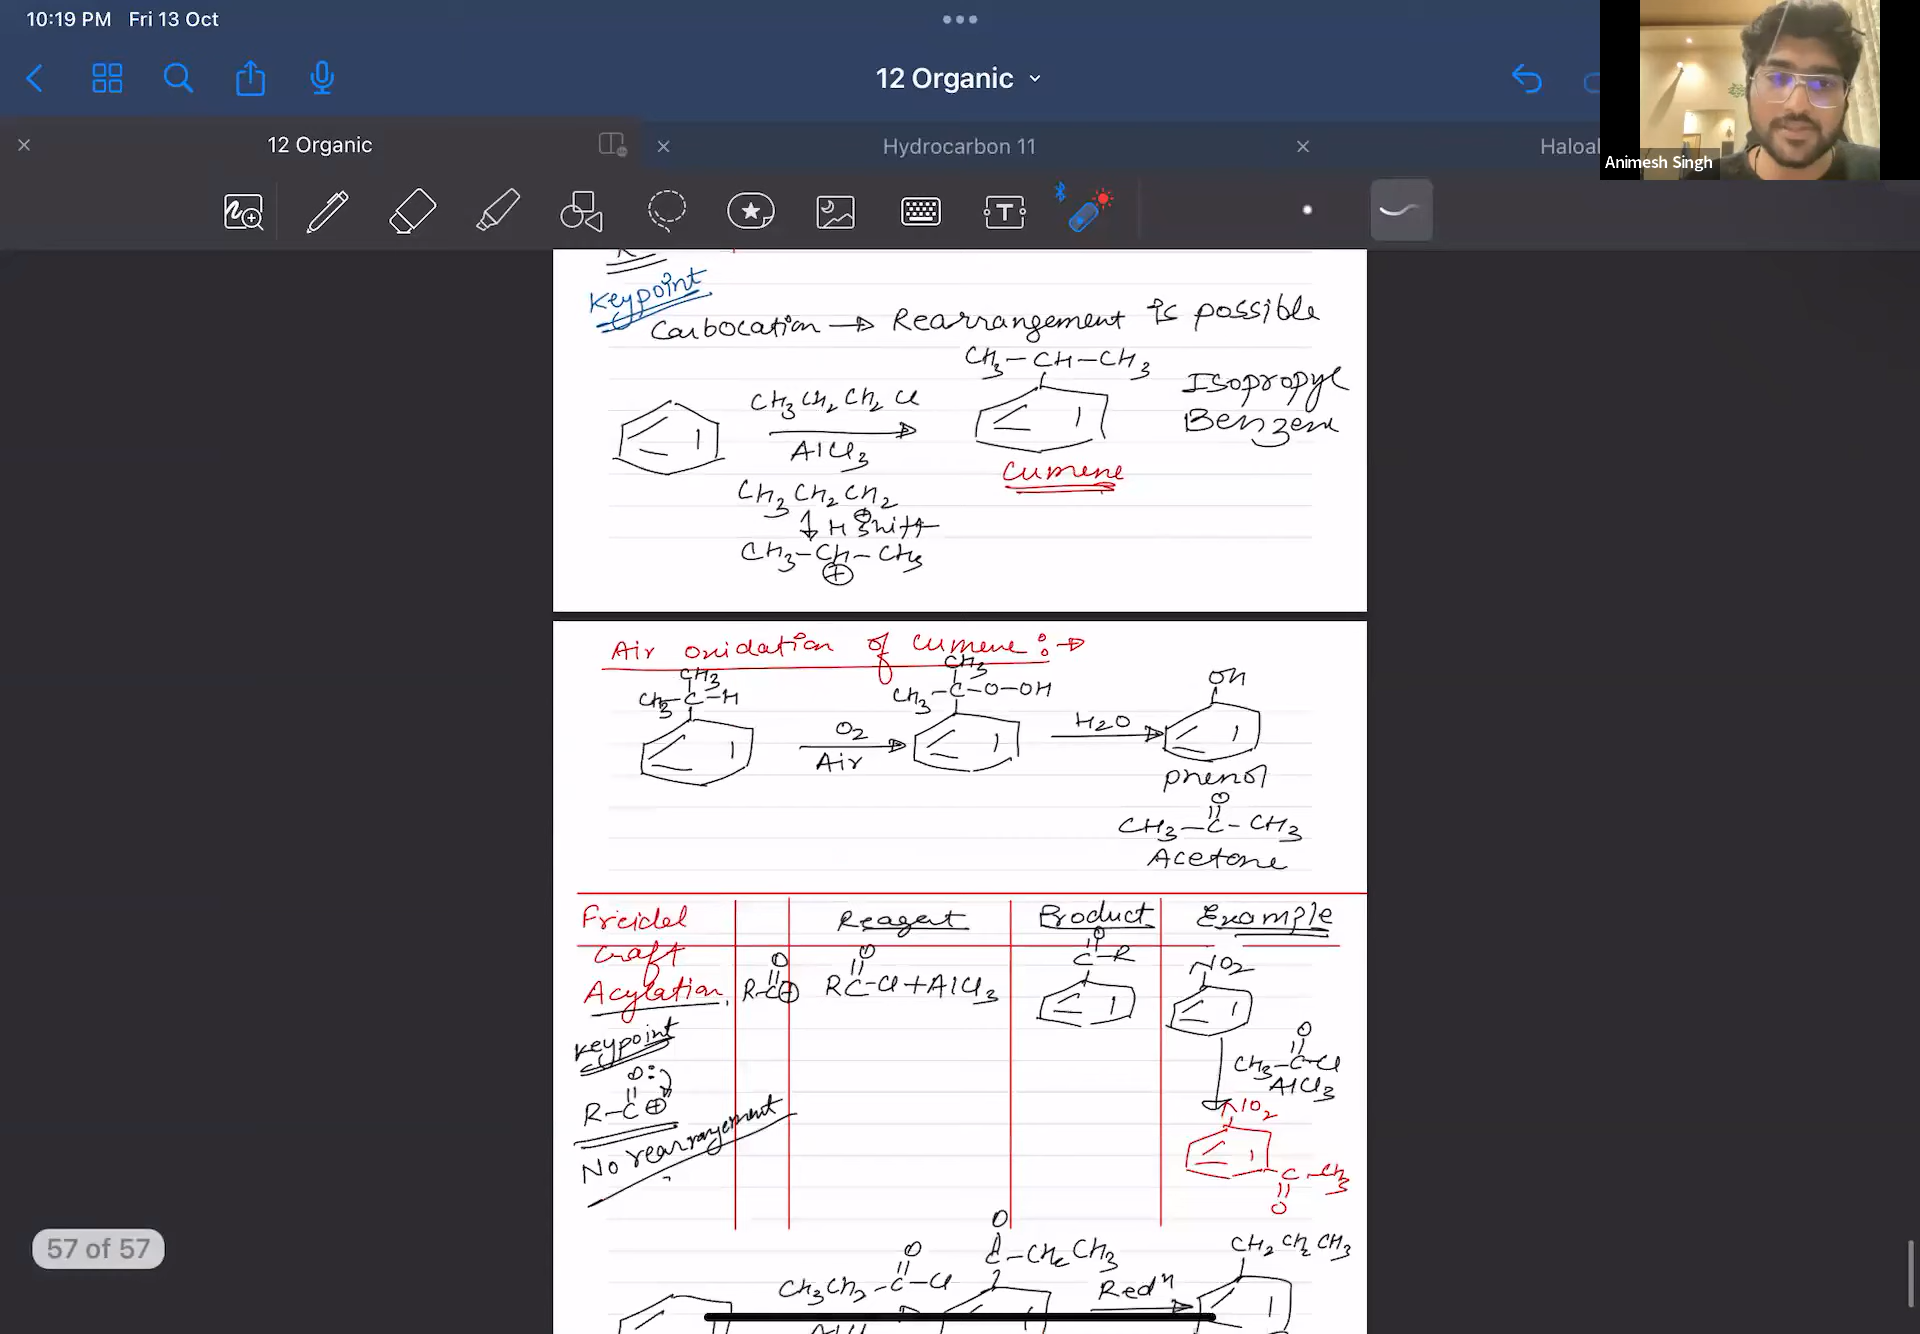 10:19 PM Fri 13 Oct
12 Organic
12 Organic
Hydrocarbon 11
Haloal
Animesh Singh
Keypoint
Carbocation → Rearrangement is possible
CH3-CH-CH3
Isopropyl
Benzene
CH3CH2CH2Cl
AlCl3
Cumene
CH3CH2CH2
⊕
↓ H shift
CH3-CH-CH3
⊕
Air oxidation of Cumene :→
CH3
CH3-C-H
CH3
CH3-C-O-OH
O2
Air
H2O
OH
phenol
O
CH3-C-CH3
Acetone
Freidel
Craft
Acylation
Reagent
Product
Example
O
R-C⊕
O
RC-Cl+AlCl3
O
C-R
NO2
O
CH3-C-Cl
AlCl3
NO2
C-CH3
O
Keypoint
O:
R-C⊕
No rearrangement
O
CH3CH2-C-Cl
O
C-CH2CH3
Redn
CH2CH2CH3
57 of 57